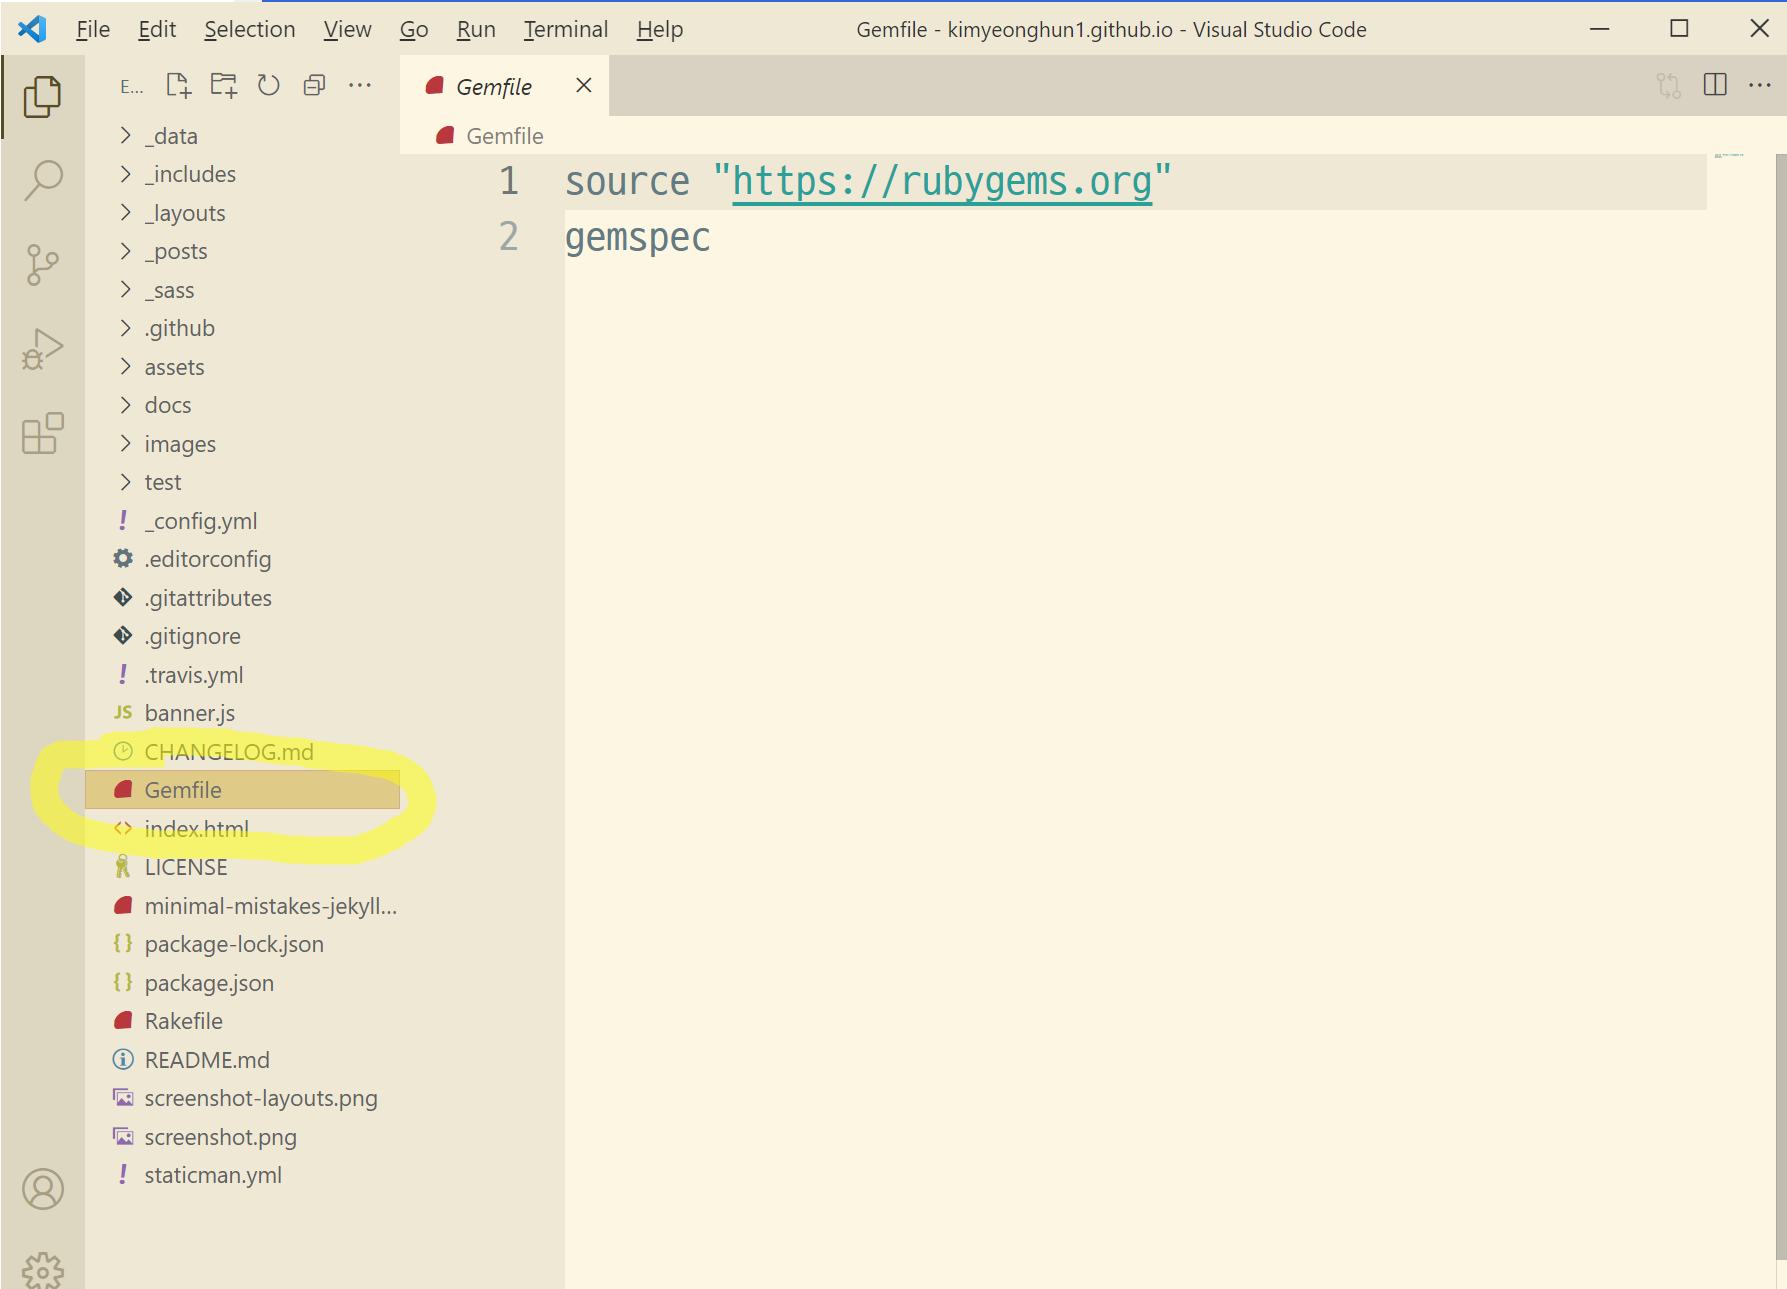 File Edit Selection View Go Run Terminal Help Gemfile - kimyeonghun1.github.io - Visual Studio Code
E...
Gemfile
Gemfile
_data
_includes
_layouts
_posts
_sass
.github
assets
docs
images
test
! _config.yml
.editorconfig
.gitattributes
.gitignore
! .travis.yml
JS banner.js
CHANGELOG.md
Gemfile
<> index.html
LICENSE
minimal-mistakes-jekyll...
{} package-lock.json
{} package.json
Rakefile
README.md
screenshot-layouts.png
screenshot.png
! staticman.yml
1 source "https://rubygems.org"
2 gemspec